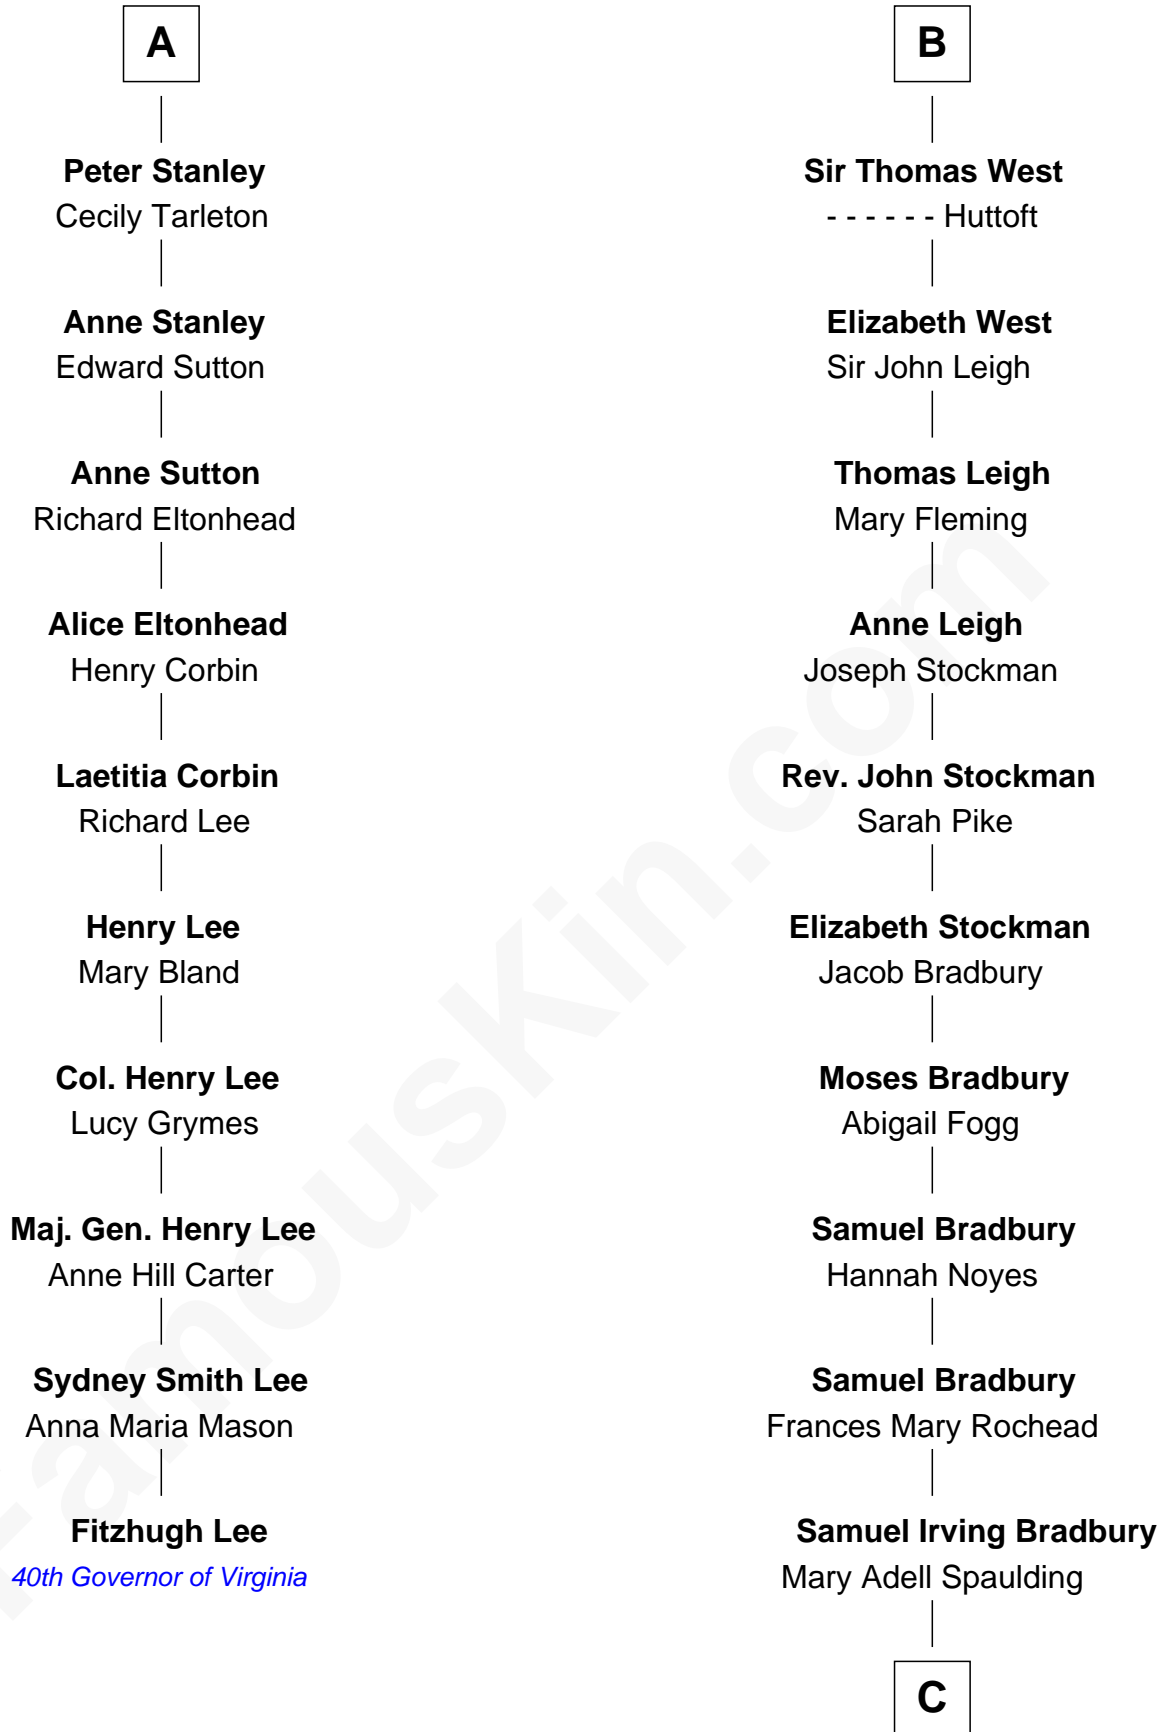 A
Peter Stanley
Cecily Tarleton
Anne Stanley
Edward Sutton
Anne Sutton
Richard Eltonhead
Alice Eltonhead
Henry Corbin
Laetitia Corbin
Richard Lee
Henry Lee
Mary Bland
Col. Henry Lee
Lucy Grymes
Maj. Gen. Henry Lee
Anne Hill Carter
Sydney Smith Lee
Anna Maria Mason
Fitzhugh Lee
40th Governor of Virginia
B
Sir Thomas West
- - - - - - Huttoft
Elizabeth West
Sir John Leigh
Thomas Leigh
Mary Fleming
Anne Leigh
Joseph Stockman
Rev. John Stockman
Sarah Pike
Elizabeth Stockman
Jacob Bradbury
Moses Bradbury
Abigail Fogg
Samuel Bradbury
Hannah Noyes
Samuel Bradbury
Frances Mary Rochead
Samuel Irving Bradbury
Mary Adell Spaulding
C
FamousKin.com